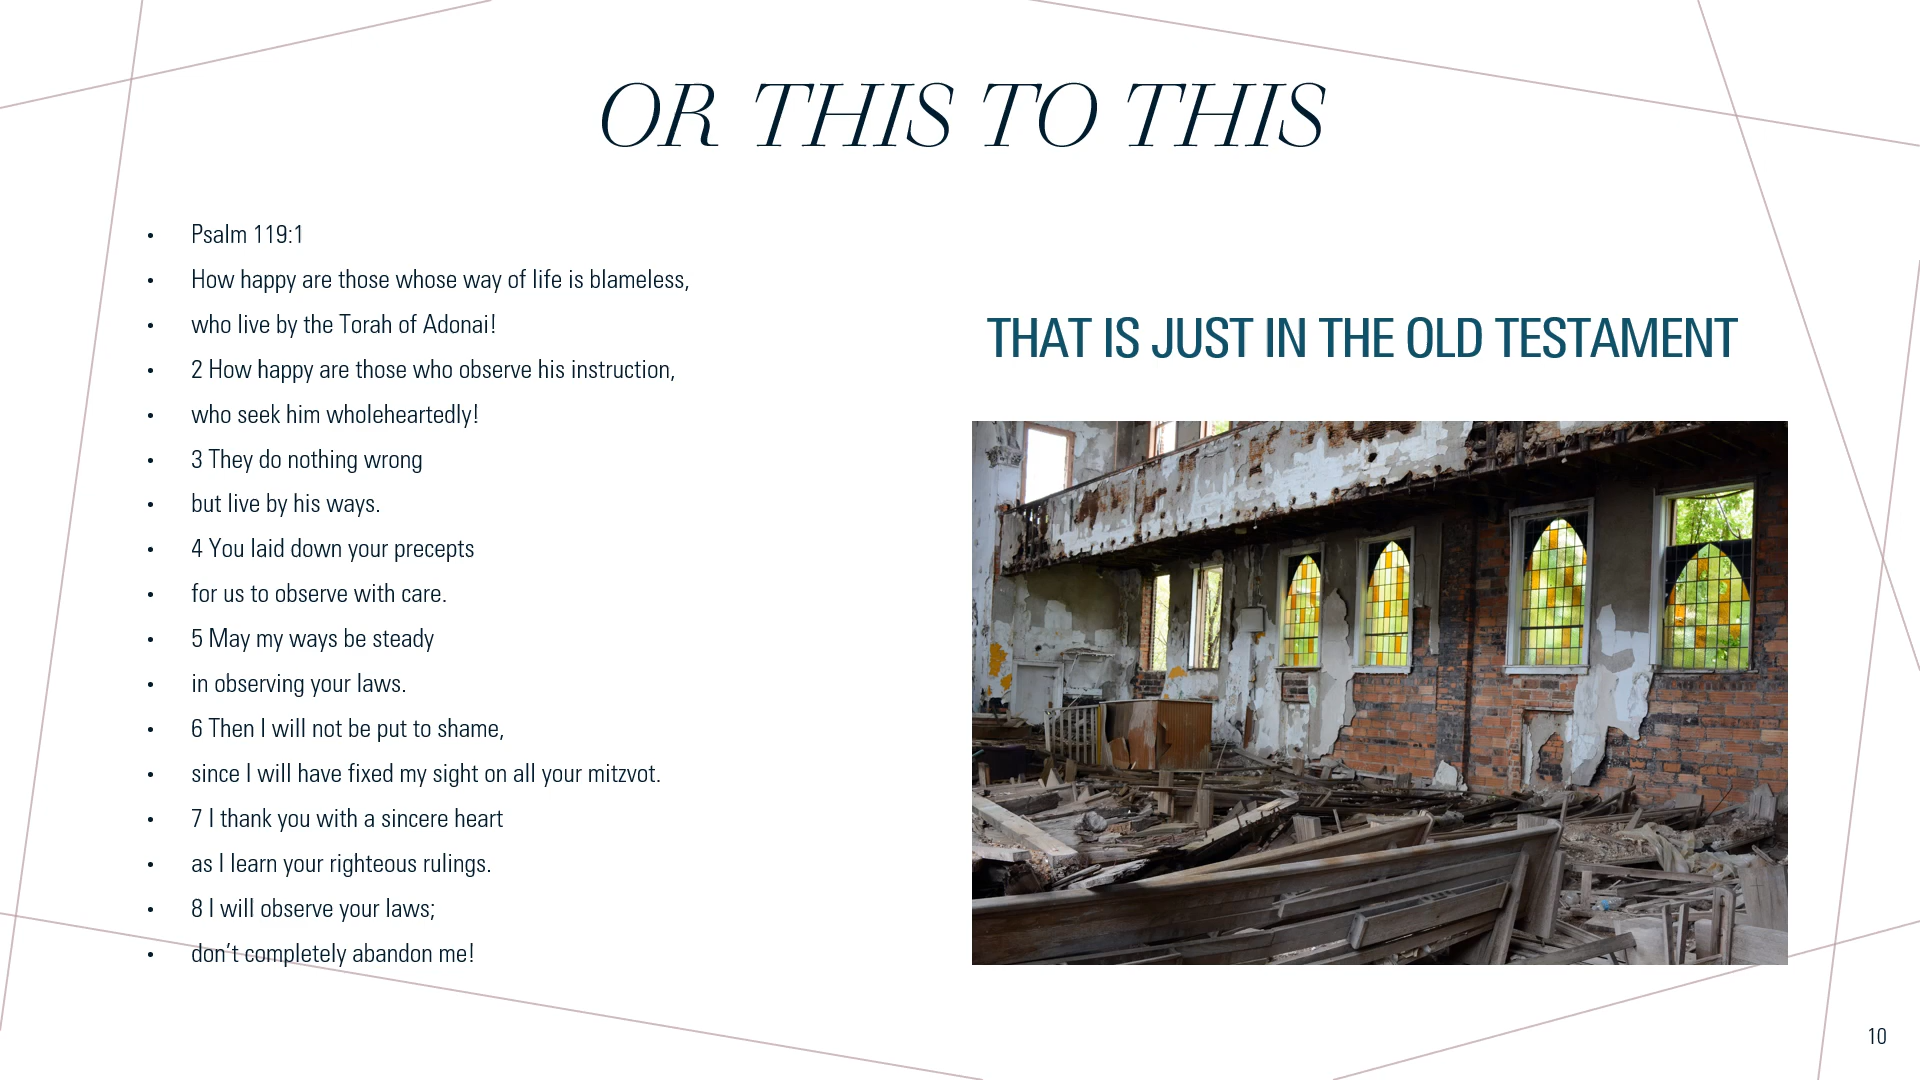 OR THIS TO THIS
• Psalm 119:1
• How happy are those whose way of life is blameless,
• who live by the Torah of Adonai!
• 2 How happy are those who observe his instruction,
• who seek him wholeheartedly!
• 3 They do nothing wrong
• but live by his ways.
• 4 You laid down your precepts
• for us to observe with care.
• 5 May my ways be steady
• in observing your laws.
• 6 Then I will not be put to shame,
• since I will have fixed my sight on all your mitzvot.
• 7 I thank you with a sincere heart
• as I learn your righteous rulings.
• 8 I will observe your laws;
• don’t completely abandon me!
THAT IS JUST IN THE OLD TESTAMENT
10